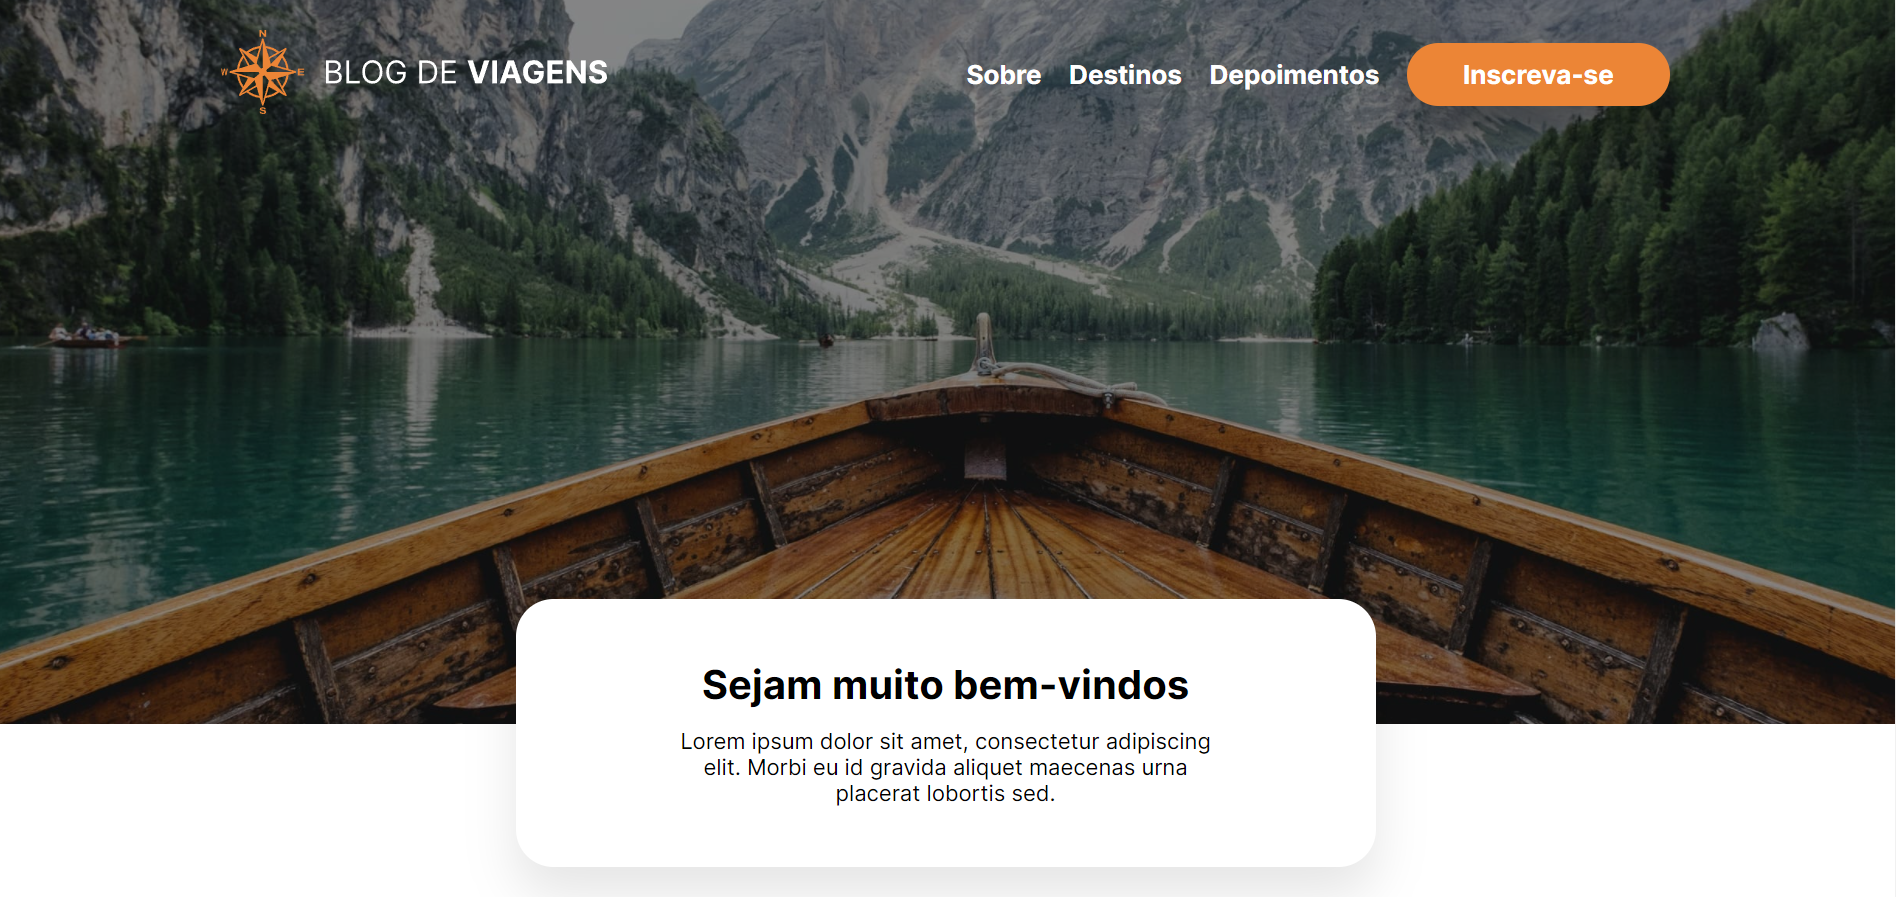 N
W E
S
BLOG DE VIAGENS
Sobre Destinos Depoimentos Inscreva-se
Sejam muito bem-vindos
Lorem ipsum dolor sit amet, consectetur adipiscing
elit. Morbi eu id gravida aliquet maecenas urna
placerat lobortis sed.